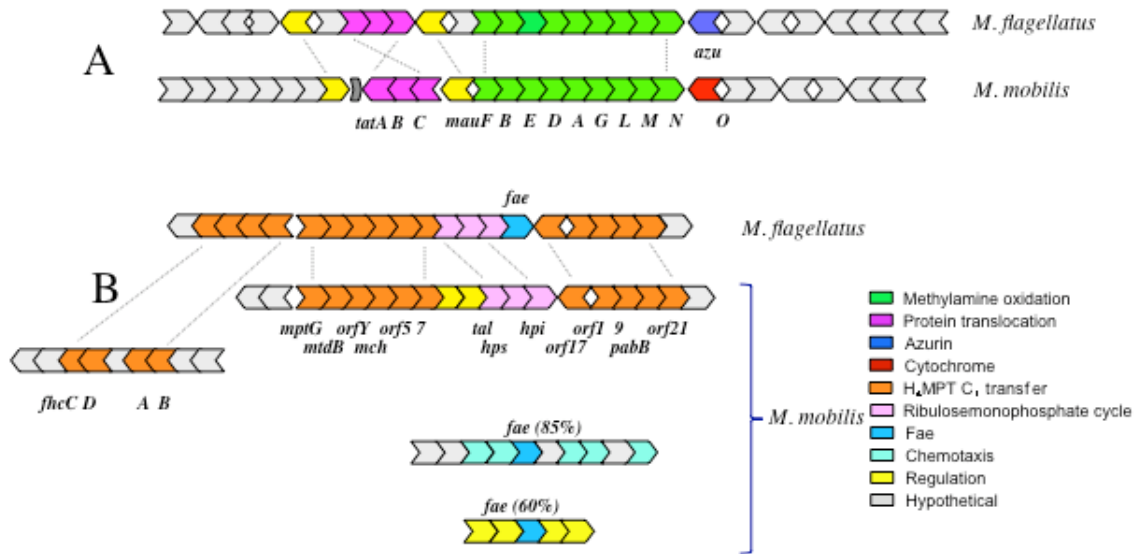 M. flagellatus
A
azu
M. mobilis
tatA B C mauF B E D A G L M N O
fae
M. flagellatus
B
mptG orfY orf5 7 tal hpi orf1 9 orf21
mtdB mch hps orf17 pabB
fhcC D A B
fae (85%)
fae (60%)
M. mobilis
Methylamine oxidation
Protein translocation
Azurin
Cytochrome
H₄MPT C₁ transfer
Ribulosemonophosphate cycle
Fae
Chemotaxis
Regulation
Hypothetical